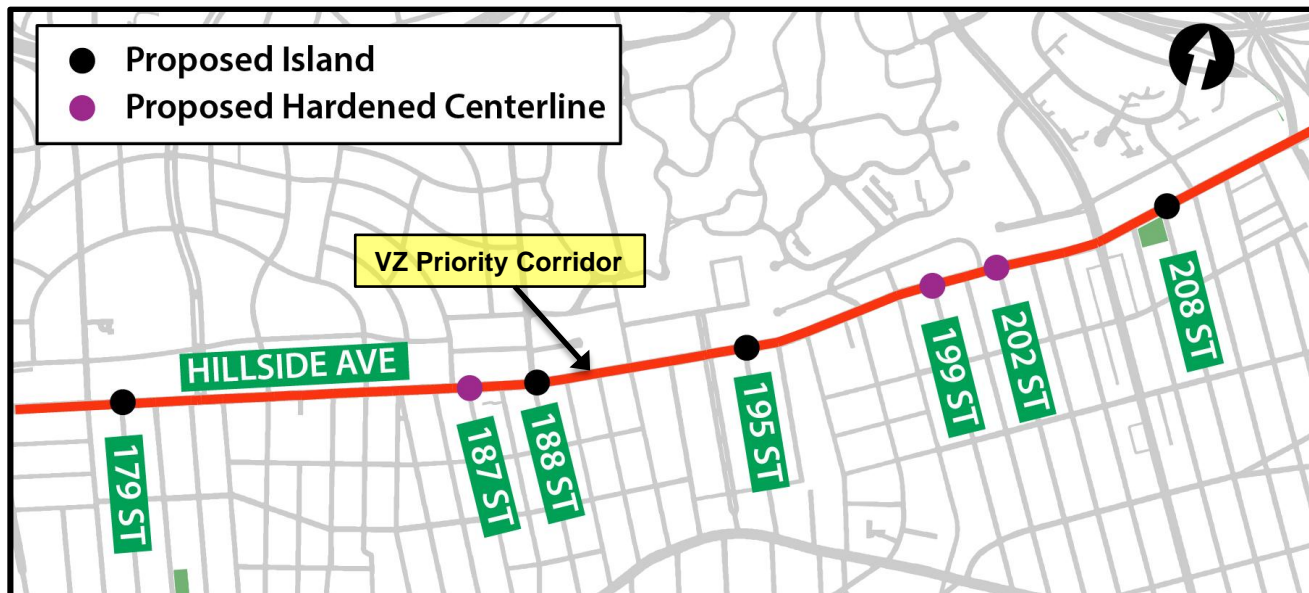 Proposed Island
Proposed Hardened Centerline
VZ Priority Corridor
HILLSIDE AVE
179 ST
187 ST
188 ST
195 ST
199 ST
202 ST
208 ST